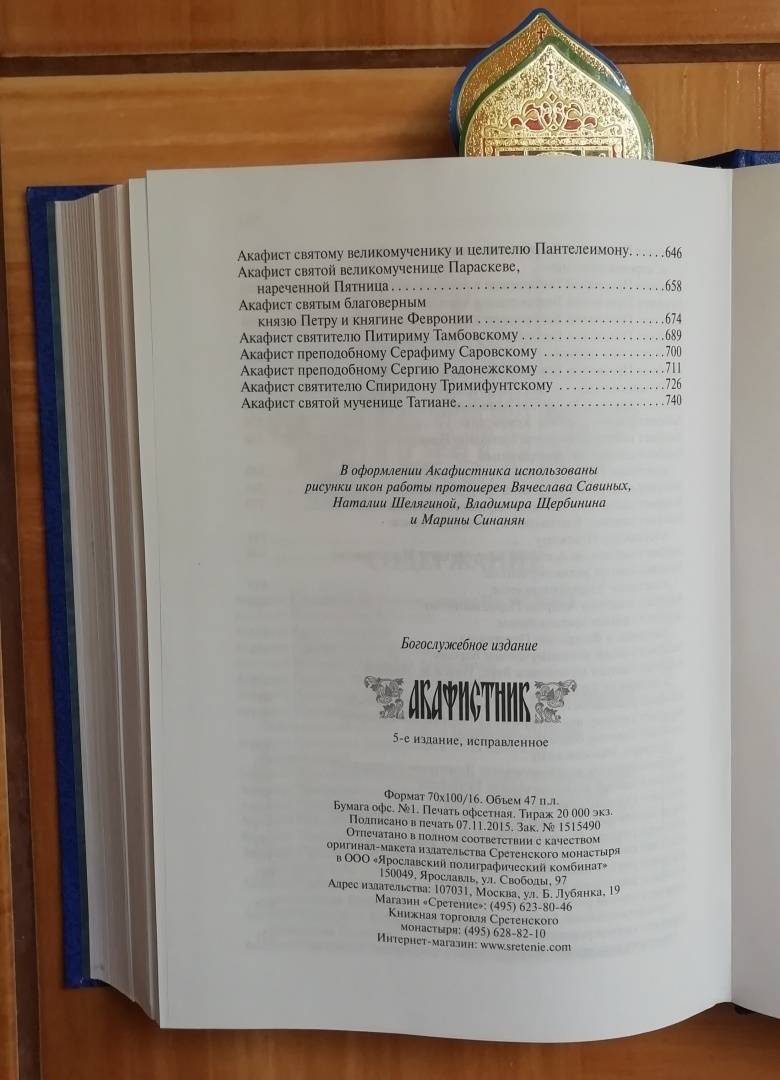 Акафист святому великомученику и целителю Пантелеимону......646
Акафист святой великомученице Параскеве,
нареченной Пятница.............................................658
Акафист святым благоверным
князю Петру и княгине Февронии ...............................674
Акафист святителю Питириму Тамбовскому........................689
Акафист преподобному Серафиму Саровскому ....................700
Акафист преподобному Сергию Радонежскому ....................711
Акафист святителю Спиридону Тримифунтскому ..................726
Акафист святой мученице Татиане.................................740
В оформлении Акафистника использованы
рисунки икон работы протоиерея Вячеслава Савиных,
Наталии Шелягиной, Владимира Щербинина
и Марины Синанян
Богослужебное издание
АКАФИСТНИК
5-е издание, исправленное
Формат 70х100/16. Объем 47 п.л.
Бумага офс. №1. Печать офсетная. Тираж 20 000 экз.
Подписано в печать 07.11.2015. Зак. № 1515490
Отпечатано в полном соответствии с качеством
оригинал-макета издательства Сретенского монастыря
в ООО «Ярославский полиграфический комбинат»
150049, Ярославль, ул. Свободы, 97
Адрес издательства: 107031, Москва, ул. Б. Лубянка, 19
Магазин «Сретение»: (495) 623-80-46
Книжная торговля Сретенского
монастыря: (495) 628-82-10
Интернет-магазин: www.sretenie.com